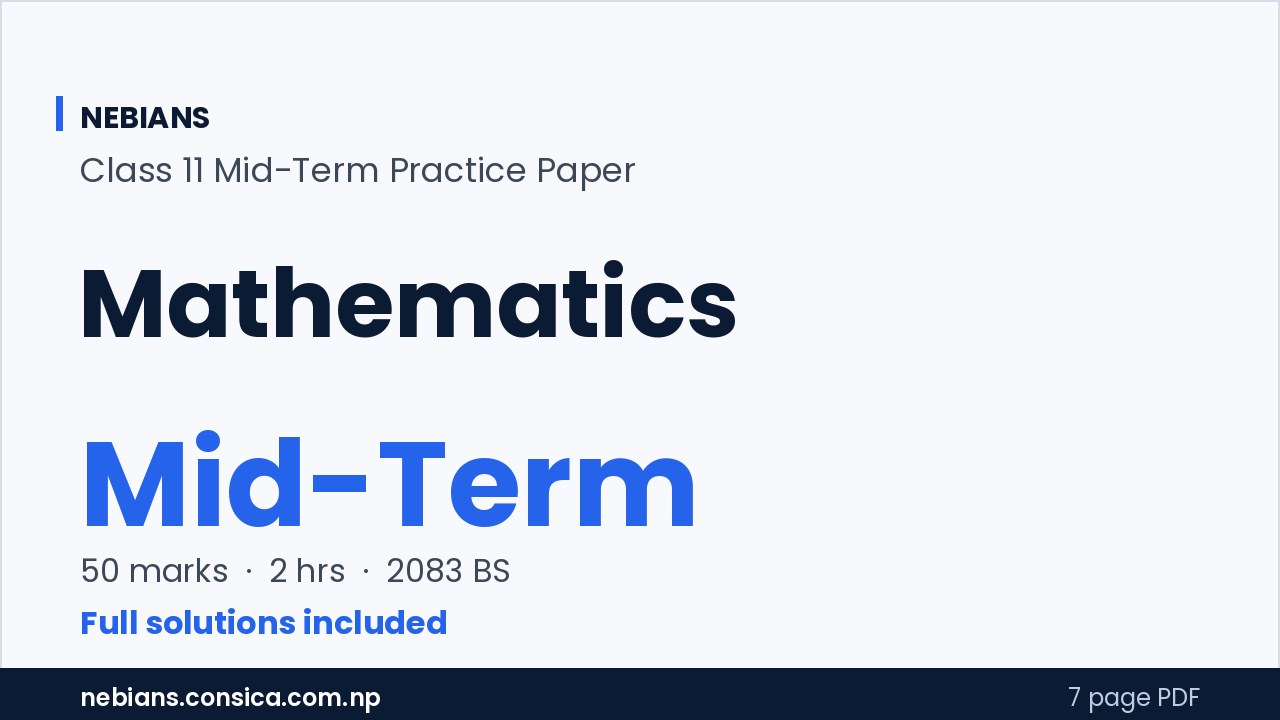 NEBIANS
Class 11 Mid-Term Practice Paper
Mathematics
Mid-Term
50 marks · 2 hrs · 2083 BS
Full solutions included
nebians.consica.com.np
7 page PDF